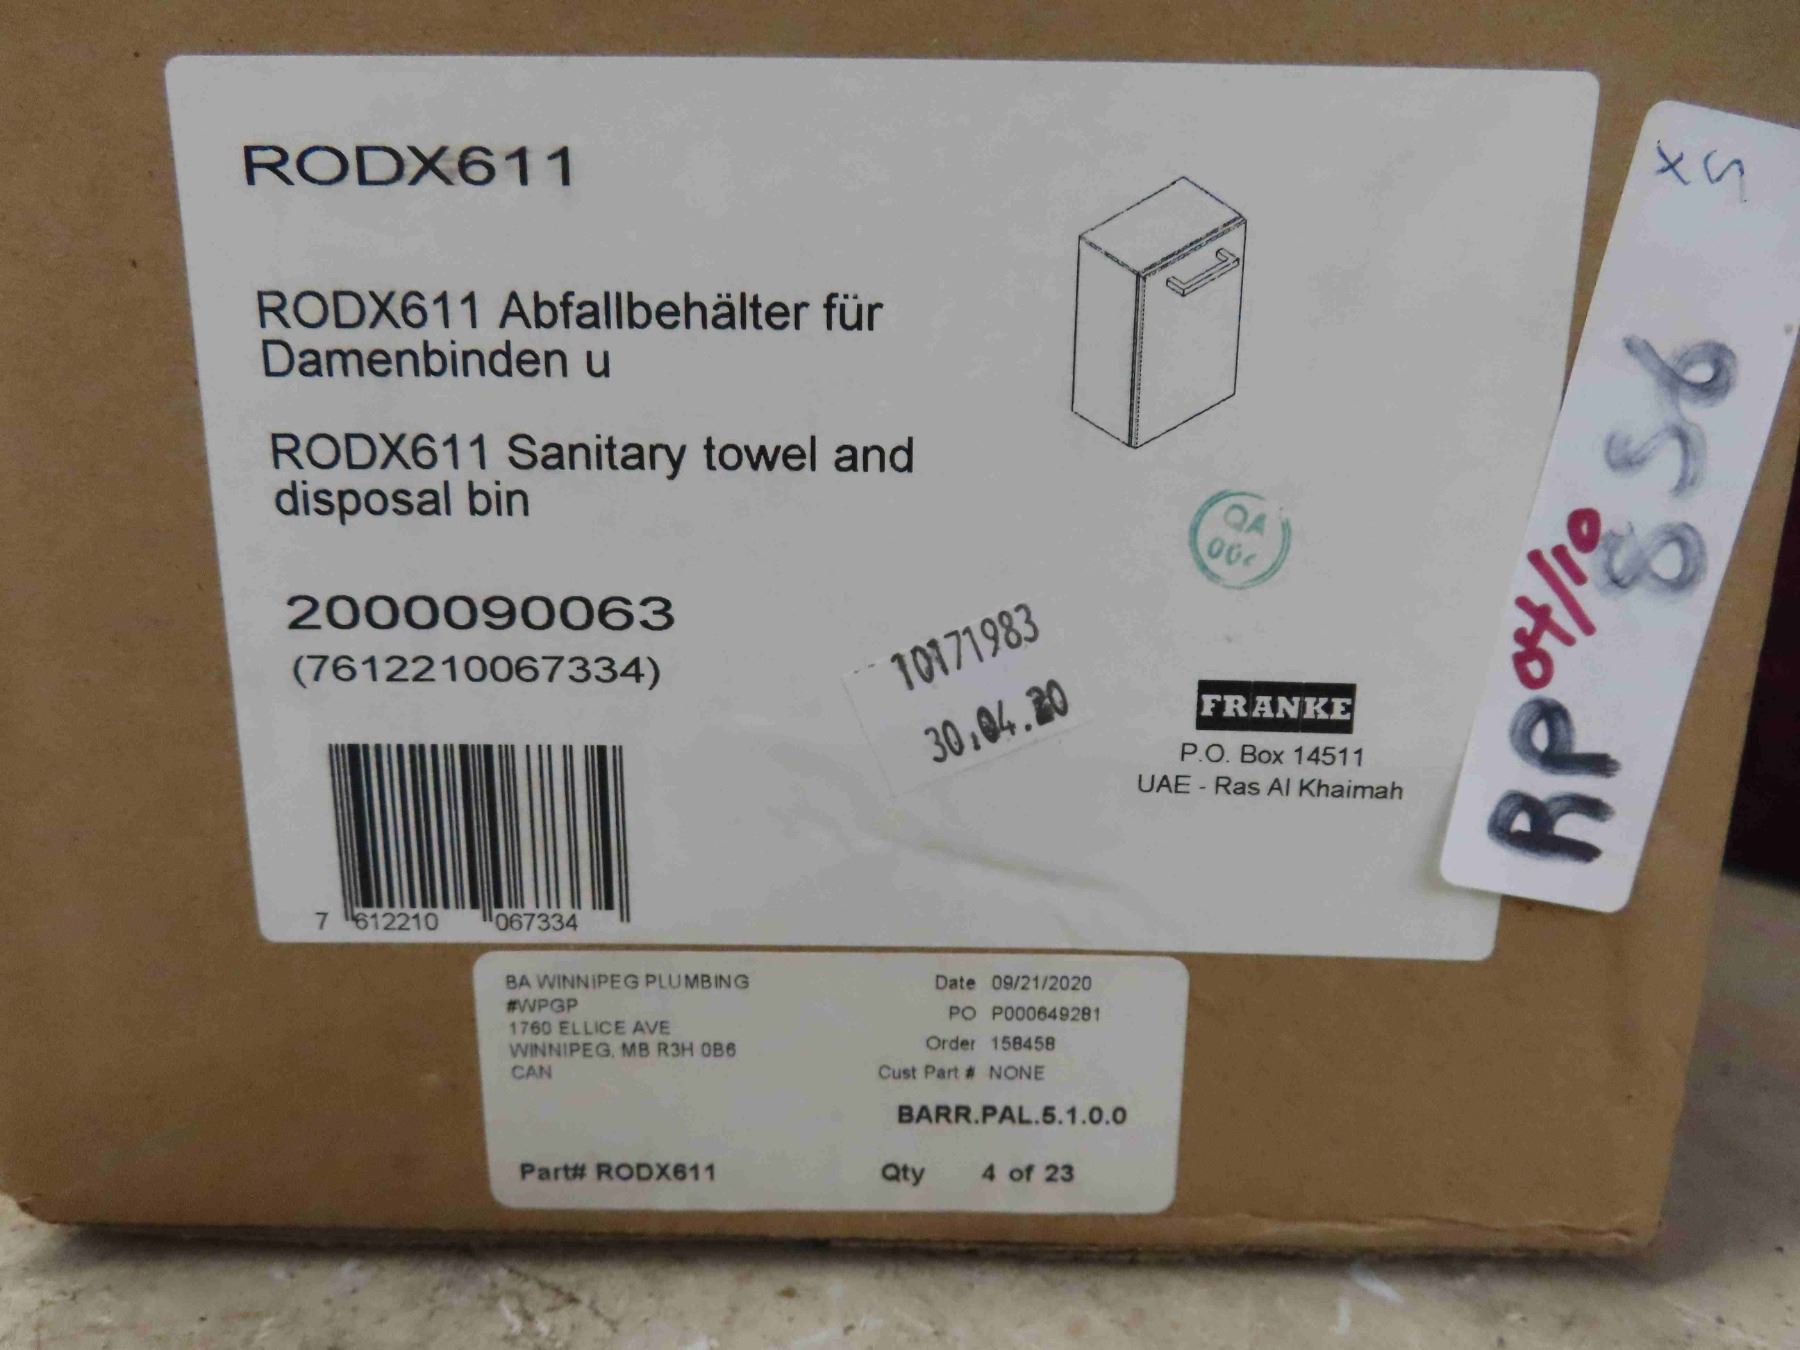 RODX611
RODX611 Abfallbehälter für
Damenbinden u
RODX611 Sanitary towel and
disposal bin
2000090063
(7612210067334)
7 612210 067334
QA
10171983
30.04.20
FRANKE
P.O. Box 14511
UAE - Ras Al Khaimah
BA WINNIPEG PLUMBING
#WPGP
1760 ELLICE AVE
WINNIPEG, MB R3H 0B6
CAN
Date 09/21/2020
PO P000649281
Order 158458
Cust Part # NONE
BARR.PAL.5.1.0.0
Part# RODX611
Qty 4 of 23
RP 04/10
856
x5